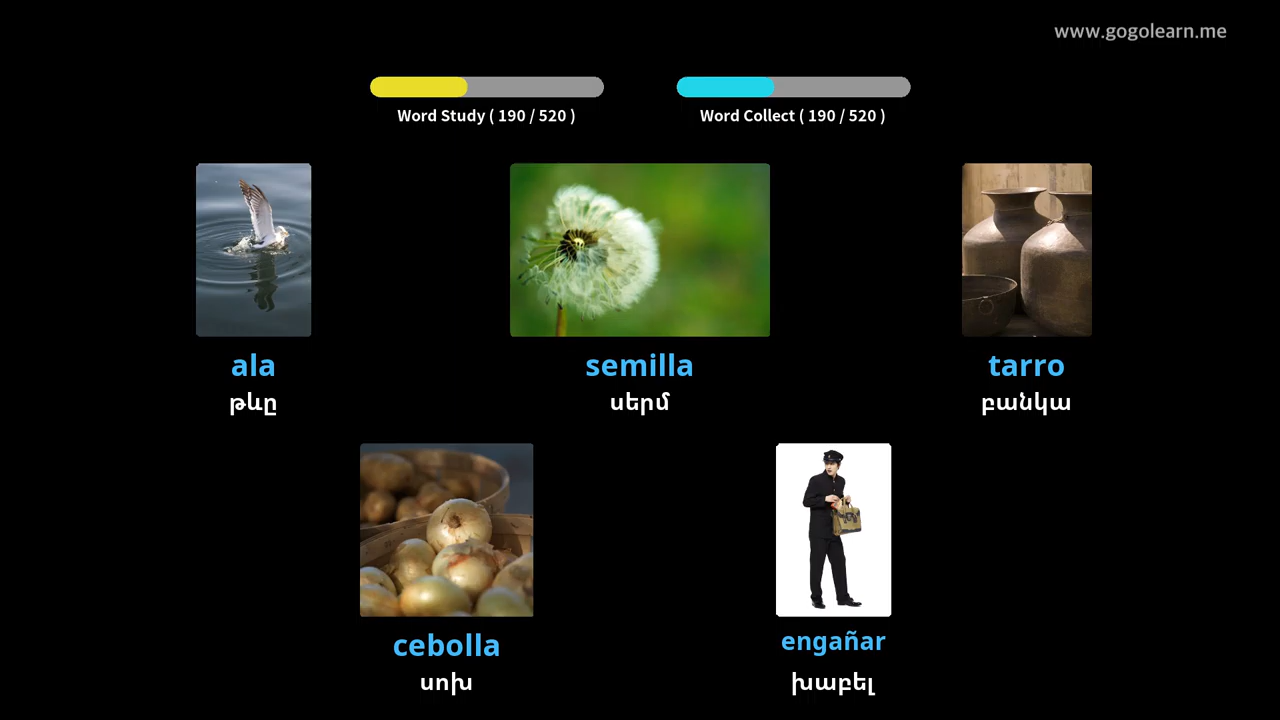 www.gogolearn.me
Word Study ( 190 / 520 )
Word Collect ( 190 / 520 )
ala
թևը
semilla
սերմ
tarro
բանկա
cebolla
սոխ
engañar
խաբել